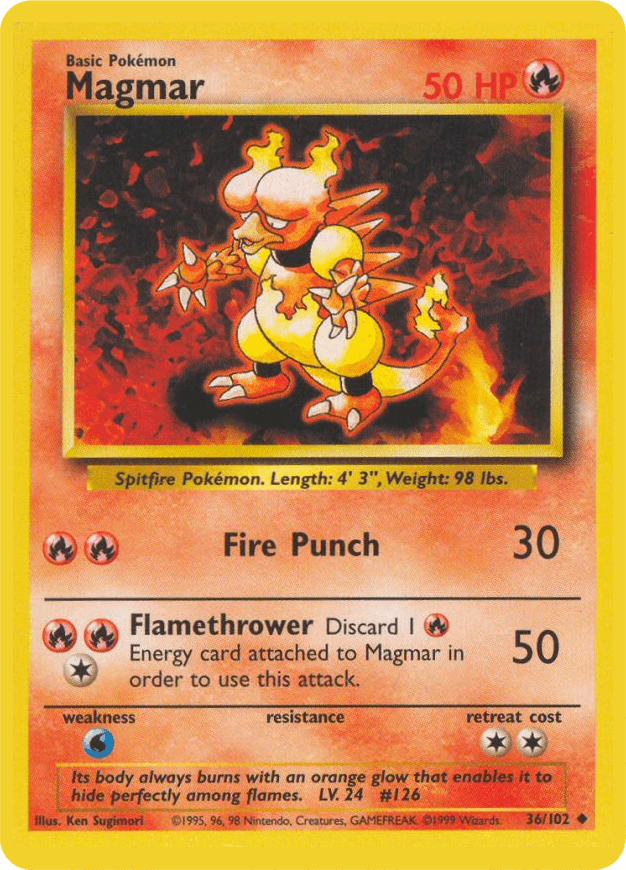 Basic Pokémon
Magmar
50 HP
Spitfire Pokémon. Length: 4' 3", Weight: 98 lbs.
Fire Punch 30
Flamethrower Discard 1
Energy card attached to Magmar in
order to use this attack.
50
weakness resistance retreat cost
Its body always burns with an orange glow that enables it to
hide perfectly among flames. LV. 24 #126
Illus. Ken Sugimori ©1995, 96, 98 Nintendo, Creatures, GAMEFREAK. ©1999 Wizards. 36/102